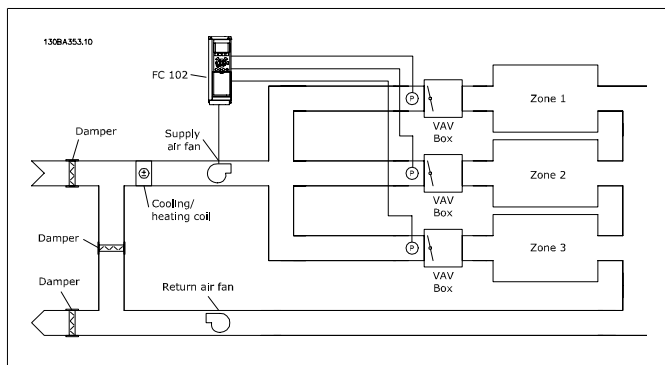 130BA353.10
FC 102
Damper
Supply
air fan
Cooling/
heating coil
Damper
Damper
Return air fan
P
VAV
Box
Zone 1
P
VAV
Box
Zone 2
P
VAV
Box
Zone 3